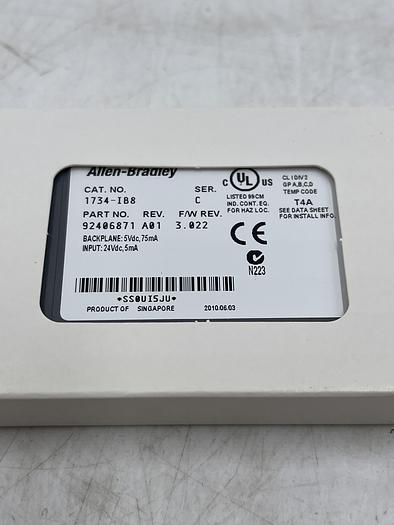 Allen-Bradley
CAT. NO. SER.
1734-IB8 C
PART NO. REV. F/W REV.
92406871 A01 3.022
BACKPLANE: 5Vdc, 75mA
INPUT: 24Vdc, 5mA
*SS0UI5JU*
PRODUCT OF SINGAPORE 2010.06.03
C UL US
LISTED 99CM
IND. CONT. EQ.
FOR HAZ LOC.
CE
N223
CL I DIV 2
GP A,B,C,D
TEMP CODE
T4A
SEE DATA SHEET
FOR INSTALL INFO